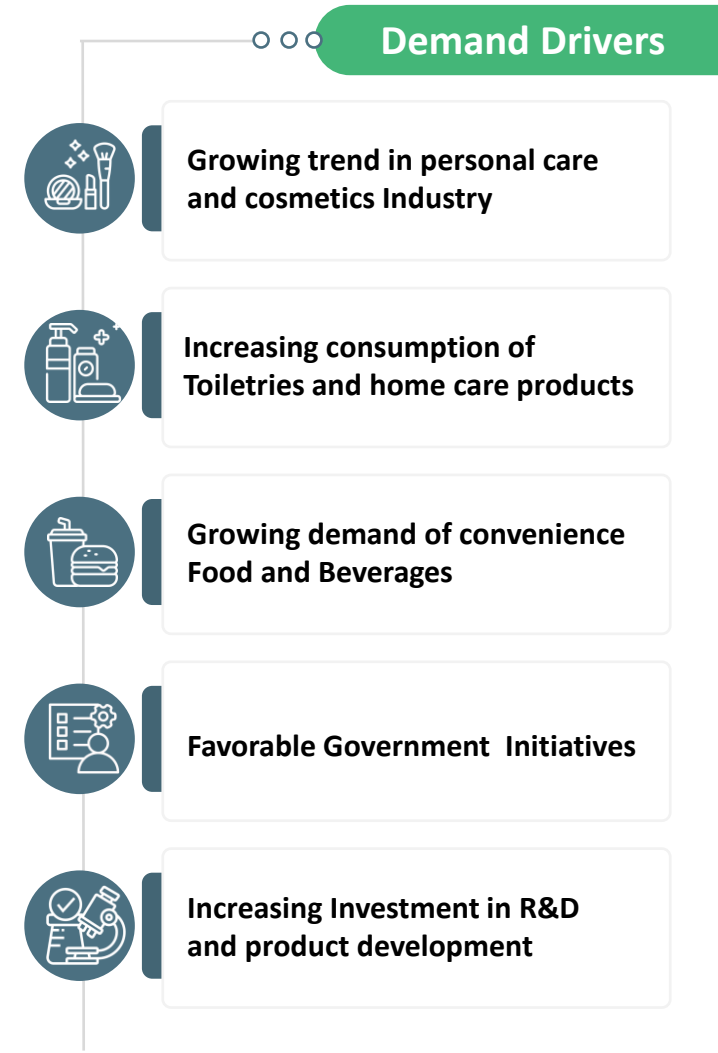 Demand Drivers
Growing trend in personal care
and cosmetics Industry
Increasing consumption of
Toiletries and home care products
Growing demand of convenience
Food and Beverages
Favorable Government  Initiatives
Increasing Investment in R&D
and product development